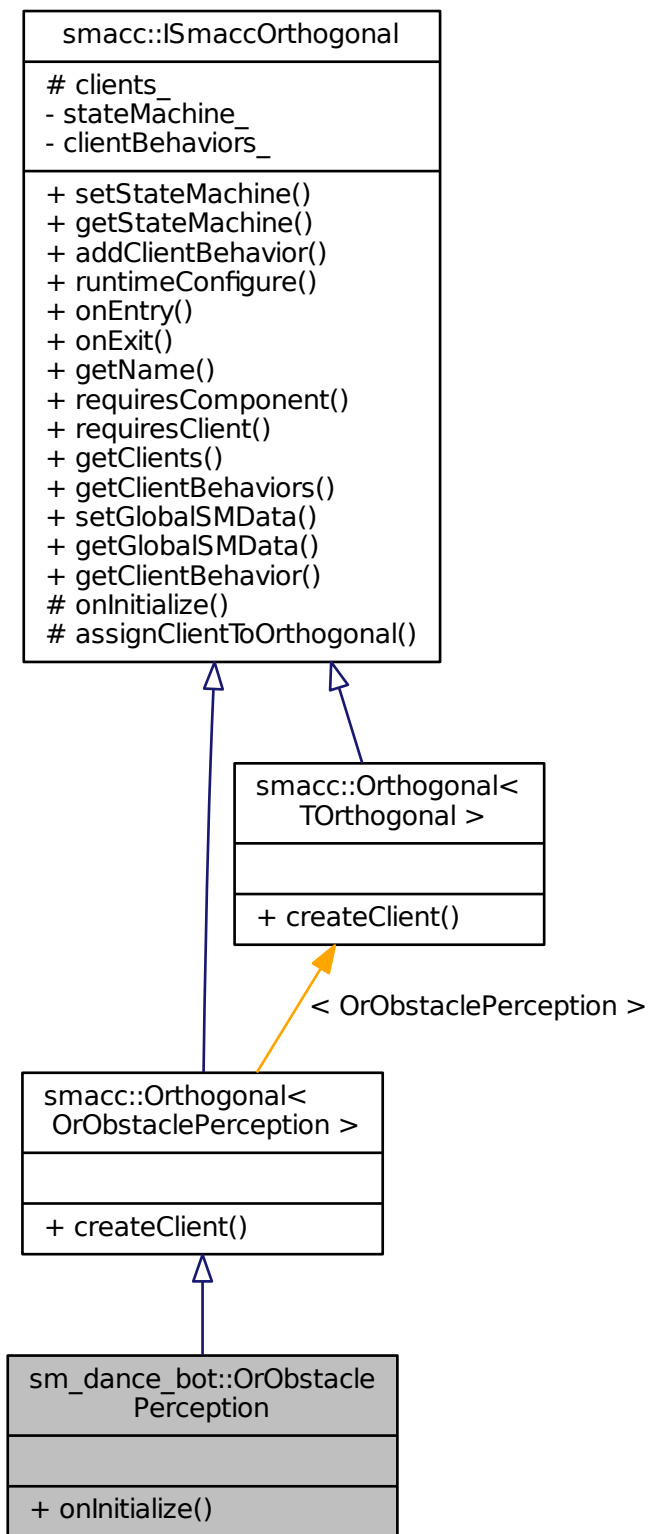 smacc::ISmaccOrthogonal
# clients_
- stateMachine_
- clientBehaviors_
+ setStateMachine()
+ getStateMachine()
+ addClientBehavior()
+ runtimeConfigure()
+ onEntry()
+ onExit()
+ getName()
+ requiresComponent()
+ requiresClient()
+ getClients()
+ getClientBehaviors()
+ setGlobalSMData()
+ getGlobalSMData()
+ getClientBehavior()
# onInitialize()
# assignClientToOrthogonal()
smacc::Orthogonal<
TOrthogonal >
+ createClient()
< OrObstaclePerception >
smacc::Orthogonal<
OrObstaclePerception >
+ createClient()
sm_dance_bot::OrObstacle
Perception
+ onInitialize()